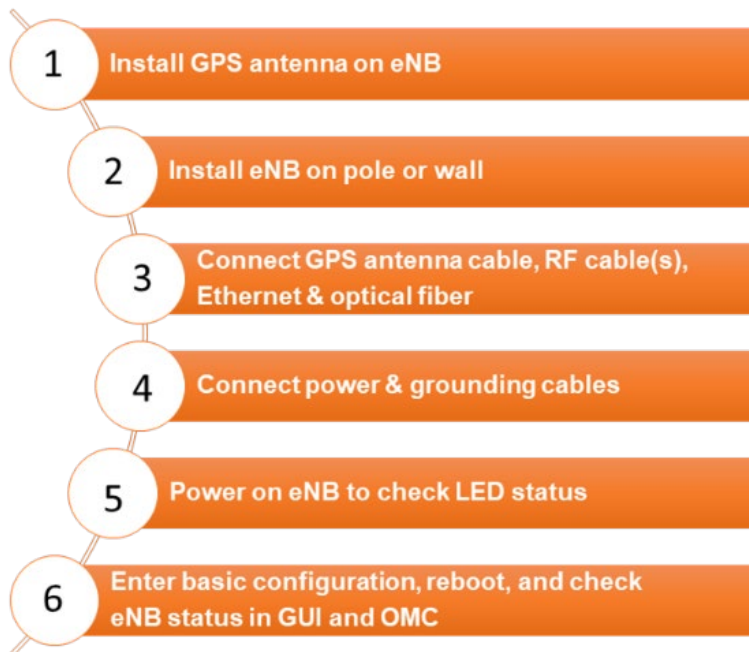 1
Install GPS antenna on eNB
2
Install eNB on pole or wall
3
Connect GPS antenna cable, RF cable(s),
Ethernet & optical fiber
4
Connect power & grounding cables
5
Power on eNB to check LED status
6
Enter basic configuration, reboot, and check
eNB status in GUI and OMC